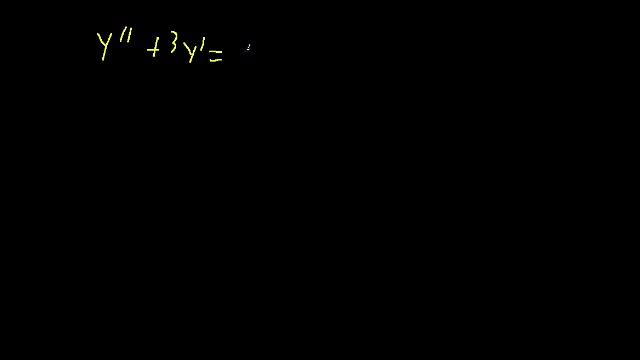 y'' + 3y' =